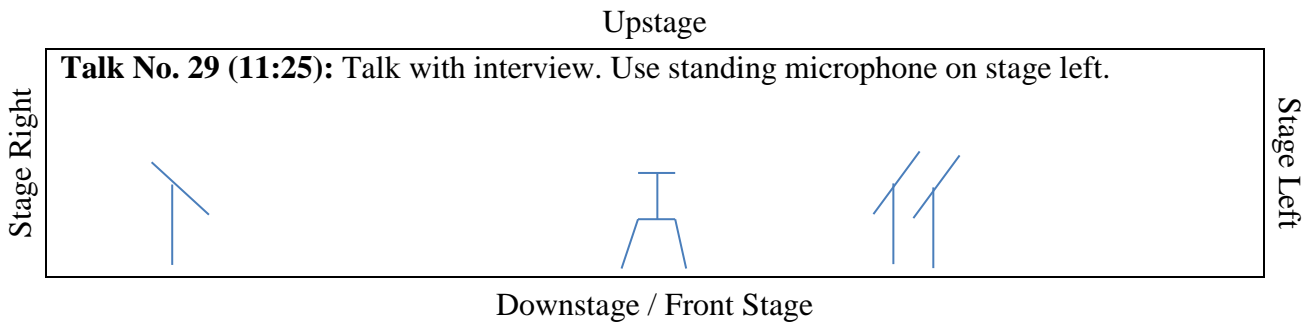 Upstage
Talk No. 29 (11:25): Talk with interview. Use standing microphone on stage left.
Stage Right
Stage Left
Downstage / Front Stage